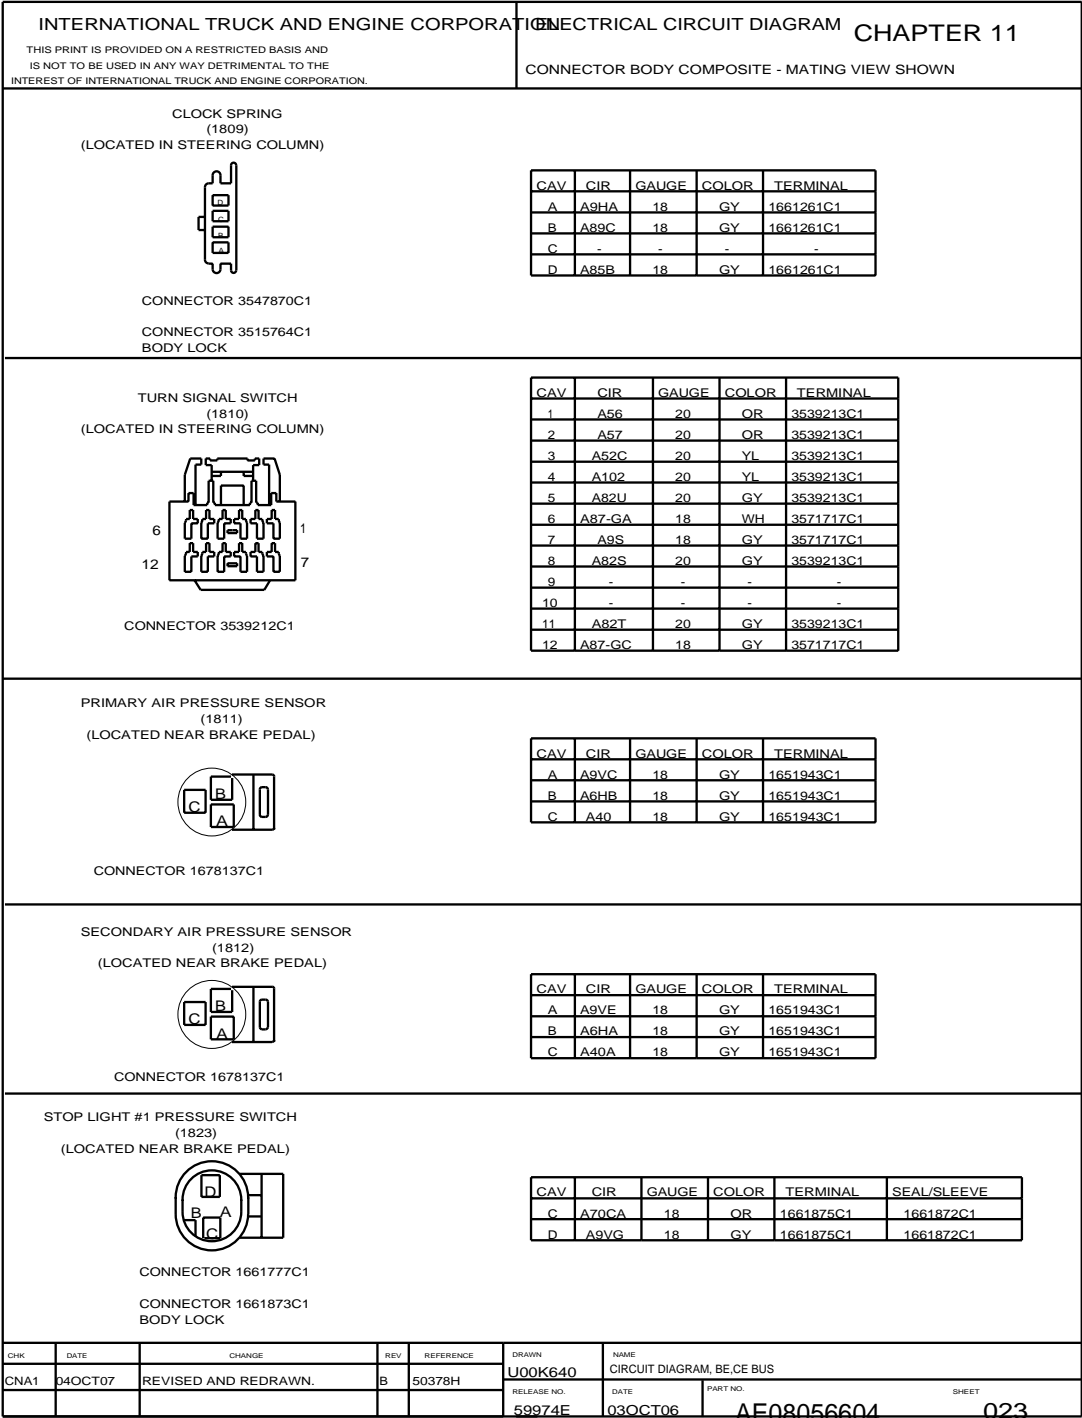 INTERNATIONAL TRUCK AND ENGINE CORPORATION
ELECTRICAL CIRCUIT DIAGRAM
CHAPTER 11
THIS PRINT IS PROVIDED ON A RESTRICTED BASIS AND
IS NOT TO BE USED IN ANY WAY DETRIMENTAL TO THE
INTEREST OF INTERNATIONAL TRUCK AND ENGINE CORPORATION.
CONNECTOR BODY COMPOSITE - MATING VIEW SHOWN
CLOCK SPRING
(1809)
(LOCATED IN STEERING COLUMN)
D
C
B
A
CONNECTOR 3547870C1
CONNECTOR 3515764C1
BODY LOCK
CAV CIR GAUGE COLOR TERMINAL
A A9HA 18 GY 1661261C1
B A89C 18 GY 1661261C1
C - - - -
D A85B 18 GY 1661261C1
TURN SIGNAL SWITCH
(1810)
(LOCATED IN STEERING COLUMN)
6 1
12 7
CONNECTOR 3539212C1
CAV CIR GAUGE COLOR TERMINAL
1 A56 20 OR 3539213C1
2 A57 20 OR 3539213C1
3 A52C 20 YL 3539213C1
4 A102 20 YL 3539213C1
5 A82U 20 GY 3539213C1
6 A87-GA 18 WH 3571717C1
7 A9S 18 GY 3571717C1
8 A82S 20 GY 3539213C1
9 - - - -
10 - - - -
11 A82T 20 GY 3539213C1
12 A87-GC 18 GY 3571717C1
PRIMARY AIR PRESSURE SENSOR
(1811)
(LOCATED NEAR BRAKE PEDAL)
B
C
A
CONNECTOR 1678137C1
CAV CIR GAUGE COLOR TERMINAL
A A9VC 18 GY 1651943C1
B A6HB 18 GY 1651943C1
C A40 18 GY 1651943C1
SECONDARY AIR PRESSURE SENSOR
(1812)
(LOCATED NEAR BRAKE PEDAL)
B
C
A
CONNECTOR 1678137C1
CAV CIR GAUGE COLOR TERMINAL
A A9VE 18 GY 1651943C1
B A6HA 18 GY 1651943C1
C A40A 18 GY 1651943C1
STOP LIGHT #1 PRESSURE SWITCH
(1823)
(LOCATED NEAR BRAKE PEDAL)
D
B A
C
CONNECTOR 1661777C1
CONNECTOR 1661873C1
BODY LOCK
CAV CIR GAUGE COLOR TERMINAL SEAL/SLEEVE
C A70CA 18 OR 1661875C1 1661872C1
D A9VG 18 GY 1661875C1 1661872C1
CHK DATE CHANGE REV REFERENCE
CNA1 04OCT07 REVISED AND REDRAWN. B 50378H
DRAWN
U00K640
NAME
CIRCUIT DIAGRAM, BE,CE BUS
RELEASE NO.
59974E
DATE
03OCT06
PART NO.
AE08056604
SHEET
023